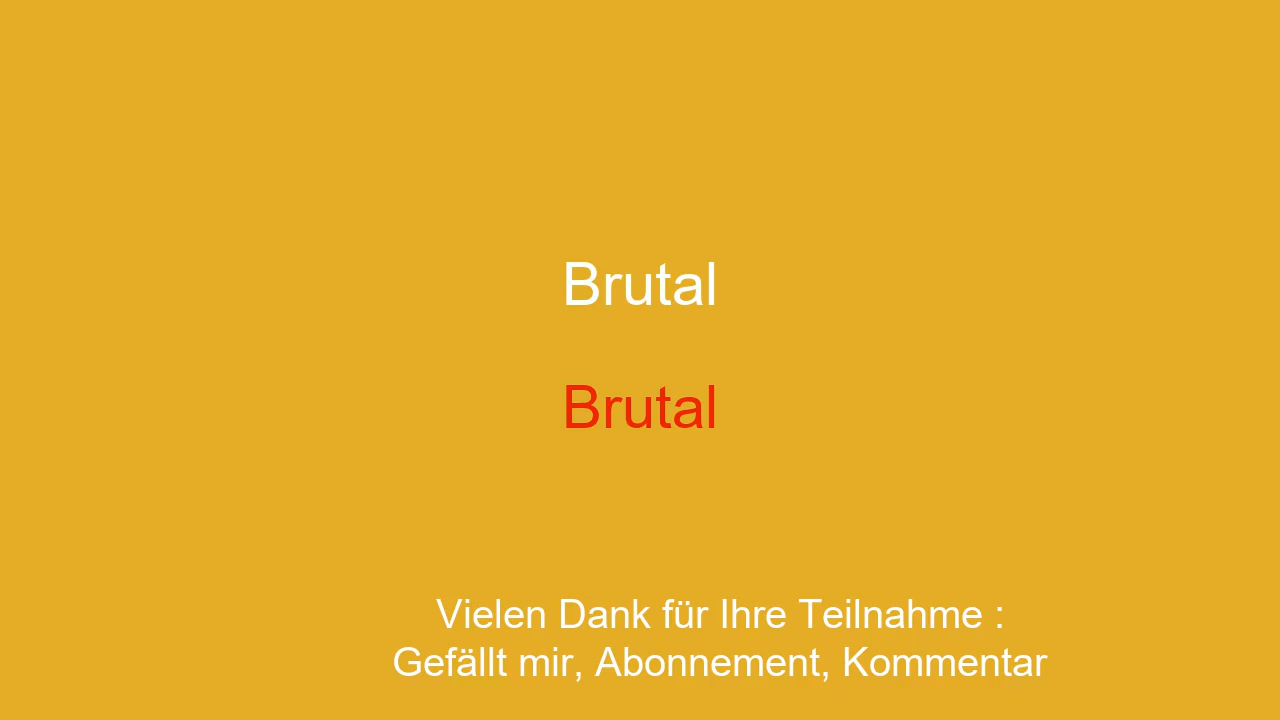 Brutal
Brutal
Vielen Dank für Ihre Teilnahme :
Gefällt mir, Abonnement, Kommentar